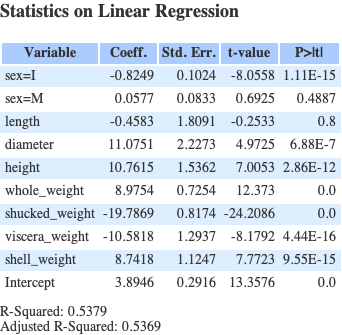 Statistics on Linear Regression
Variable Coeff. Std. Err. t-value P>|t|
sex=I -0.8249 0.1024 -8.0558 1.11E-15
sex=M 0.0577 0.0833 0.6925 0.4887
length -0.4583 1.8091 -0.2533 0.8
diameter 11.0751 2.2273 4.9725 6.88E-7
height 10.7615 1.5362 7.0053 2.86E-12
whole_weight 8.9754 0.7254 12.373 0.0
shucked_weight -19.7869 0.8174 -24.2086 0.0
viscera_weight -10.5818 1.2937 -8.1792 4.44E-16
shell_weight 8.7418 1.1247 7.7723 9.55E-15
Intercept 3.8946 0.2916 13.3576 0.0
R-Squared: 0.5379
Adjusted R-Squared: 0.5369